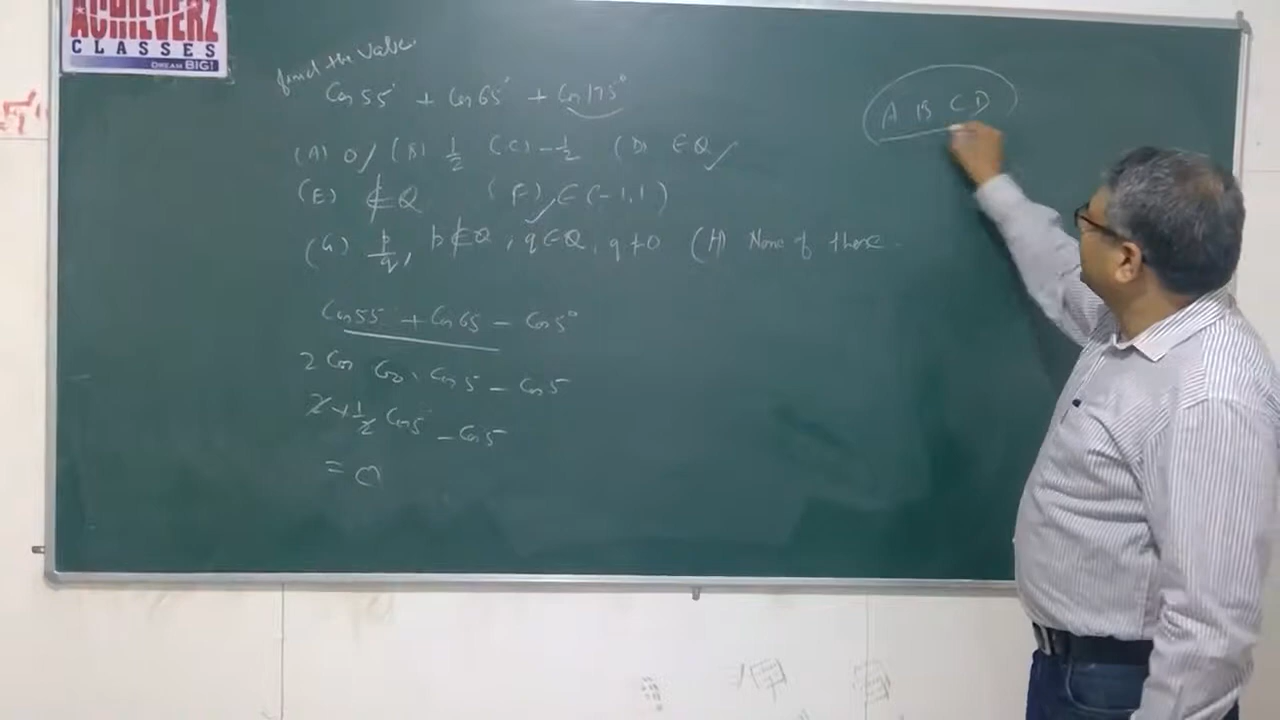 ACHIEVERZ
CLASSES
DREAM BIG!
find the value.
Cos 55° + Cos 65° + Cos 175°
A B C D
(A) 0 (B) 1/2 (C) -1/2 (D) ∈ Q ✓
(E) ∉ Q (F) ✓ ∈ (-1, 1)
(G) p/q, p ∉ Q, q ∈ Q, q ≠ 0 (H) None of these.
Cos 55 + Cos 65 - Cos 5°
2 Cos 60. Cos 5 - Cos 5
2 × 1/2 Cos 5 - Cos 5
= 0